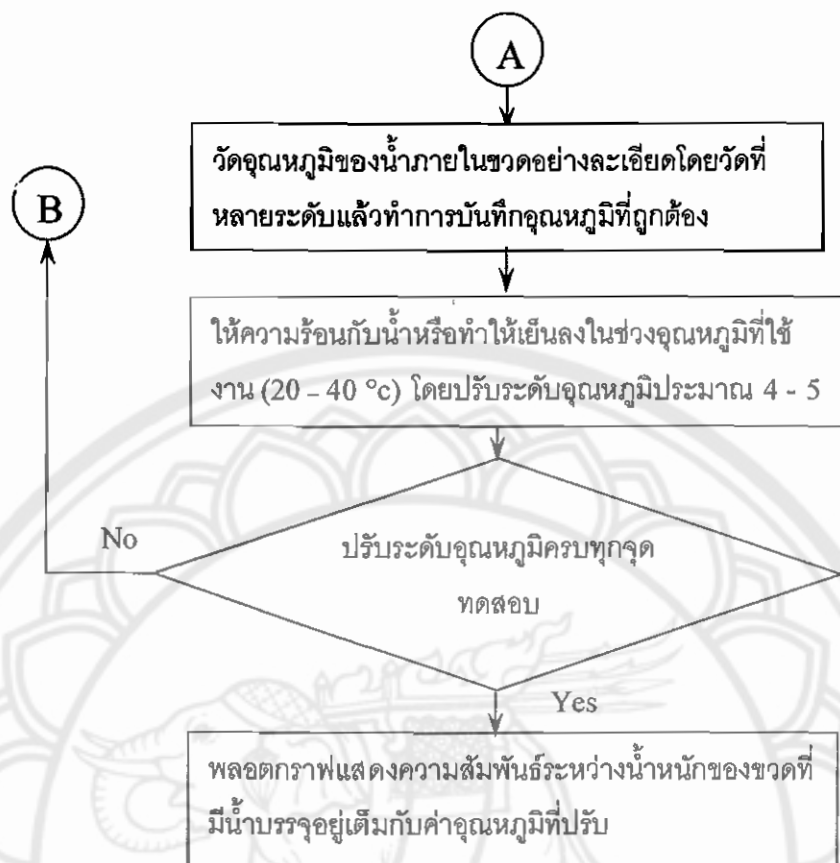 A
วัดอุณหภูมิของน้ำภายในขวดอย่างละเอียดโดยวัดที่
หลายระดับแล้วทำการบันทึกอุณหภูมิที่ถูกต้อง
B
ให้ความร้อนกับน้ำหรือทำให้เย็นลงในช่วงอุณหภูมิที่ใช้
งาน (20 – 40 °c) โดยปรับระดับอุณหภูมิประมาณ 4 - 5
No
ปรับระดับอุณหภูมิครบทุกจุด
ทดสอบ
Yes
พลอตกราฟแสดงความสัมพันธ์ระหว่างน้ำหนักของขวดที่
มีน้ำบรรจุอยู่เต็มกับค่าอุณหภูมิที่ปรับ